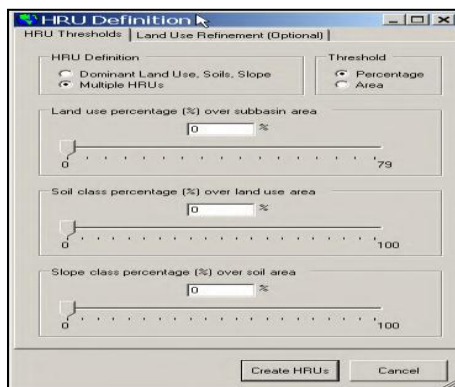 HRU Definition
HRU Thresholds
Land Use Refinement (Optional)
HRU Definition
Dominant Land Use, Soils, Slope
Multiple HRUs
Threshold
Percentage
Area
Land use percentage (%) over subbasin area
0 %
0 79
Soil class percentage (%) over land use area
0 %
0 100
Slope class percentage (%) over soil area
0 %
0 100
Create HRUs
Cancel